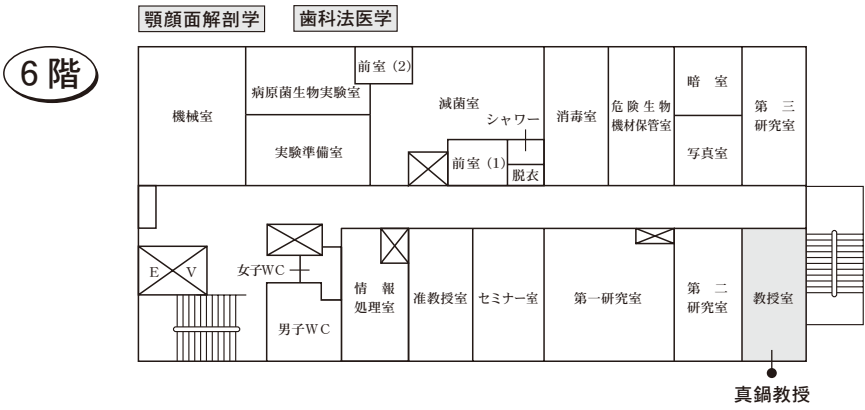 顎顔面解剖学
歯科法医学
6階
機械室
病原菌生物実験室
実験準備室
前室（2）
滅菌室
シャワー
前室（1）
脱衣
消毒室
危険生物
機材保管室
暗　室
写真室
第　三
研究室
E V
女子WC
男子WC
情　報
処理室
准教授室
セミナー室
第一研究室
第　二
研究室
教授室
真鍋教授